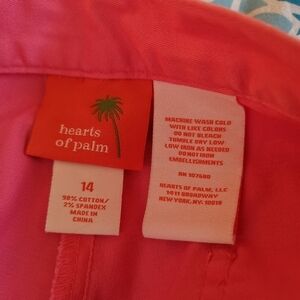 hearts
of palm
14
98% COTTON/
2% SPANDEX
MADE IN
CHINA
MACHINE WASH COLD
WITH LIKE COLORS
DO NOT BLEACH
TUMBLE DRY LOW
LOW IRON AS NEEDED
DO NOT IRON
EMBELLISHMENTS
RN 107680
HEARTS OF PALM, LLC
1411 BROADWAY
NEW YORK, NY- 10018